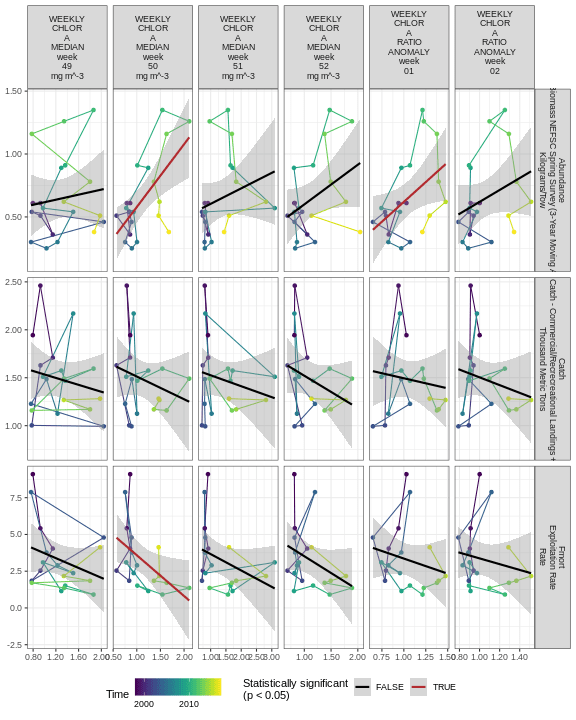 WEEKLY
CHLOR
A
MEDIAN
week
49
mg m^-3
WEEKLY
CHLOR
A
MEDIAN
week
50
mg m^-3
WEEKLY
CHLOR
A
MEDIAN
week
51
mg m^-3
WEEKLY
CHLOR
A
MEDIAN
week
52
mg m^-3
WEEKLY
CHLOR
A
RATIO
ANOMALY
week
01
WEEKLY
CHLOR
A
RATIO
ANOMALY
week
02
1.50
1.00
0.50
Abundance
Biomass NEFSC Spring Survey (3-Year Moving A
Kilograms/Tow
2.50
2.00
1.50
1.00
Catch
Catch - Commercial/Recreational Landings +
Thousand Metric Tons
7.5
5.0
2.5
0.0
-2.5
Fmort
Exploitation Rate
Rate
0.80 1.20 1.60 2.00
0.50 1.00 1.50 2.00
1.00 1.50 2.00 2.50 3.00
1.00 1.50 2.00
0.75 1.00 1.25 1.50
0.80 1.00 1.20 1.40
Time
2000 2010
Statistically significant
(p < 0.05)
FALSE
TRUE